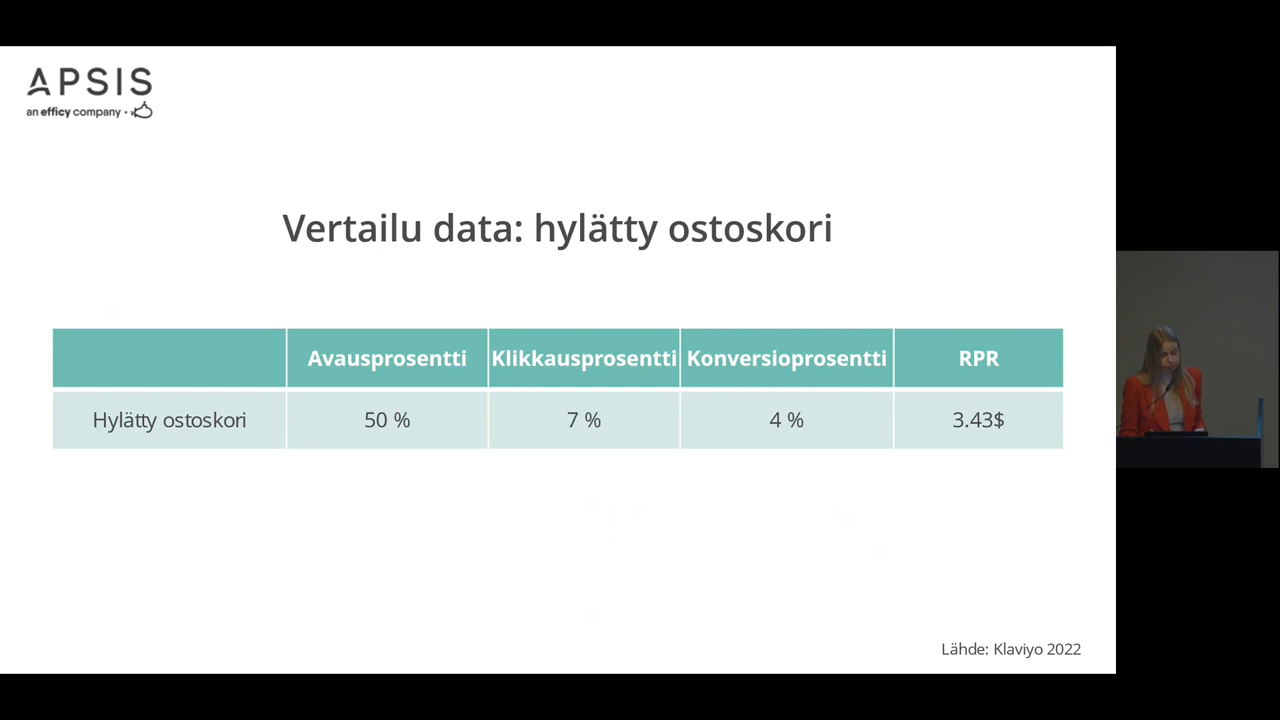 APSIS
an efficy company
Vertailu data: hylätty ostoskori
Avausprosentti Klikkausprosentti Konversioprosentti RPR
Hylätty ostoskori 50 % 7 % 4 % 3.43$
Lähde: Klaviyo 2022